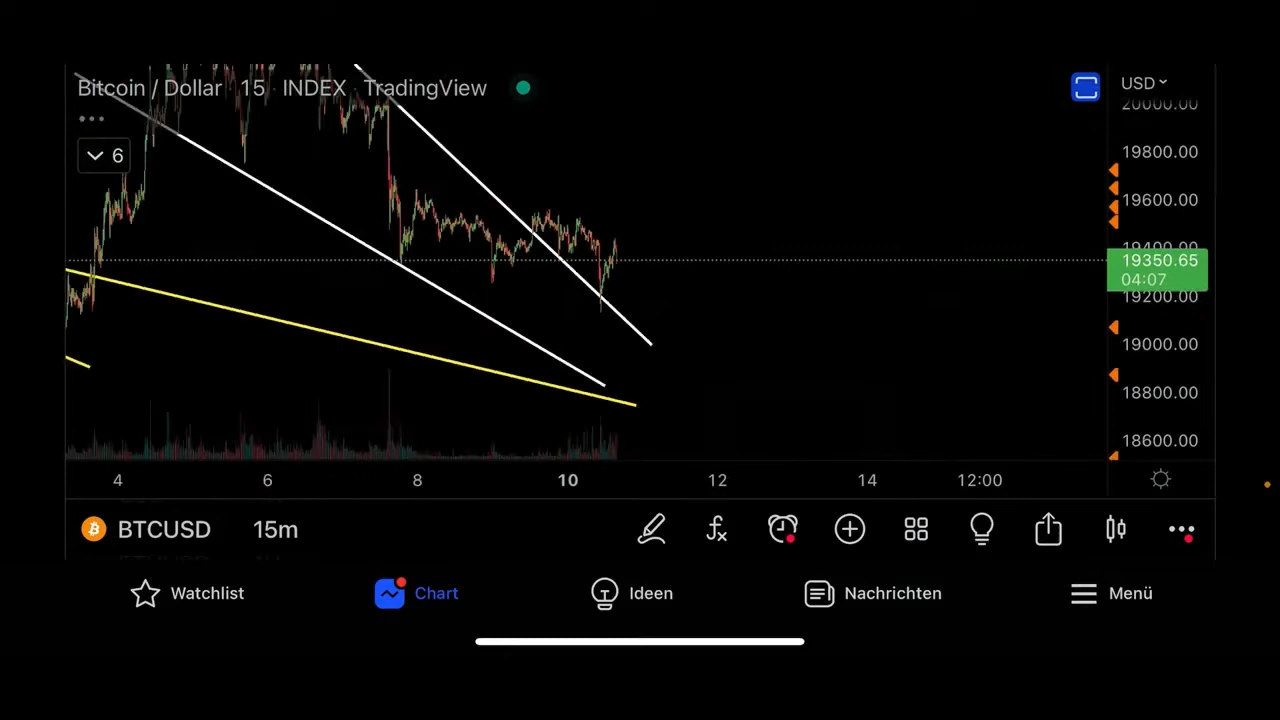 Bitcoin / Dollar · 15 · INDEX · TradingView
USD
20000.00
6
19800.00
19600.00
19400.00
19350.65
04:07
19200.00
19000.00
18800.00
18600.00
4 6 8 10 12 14 12:00
BTCUSD 15m
Watchlist Chart Ideen Nachrichten Menü